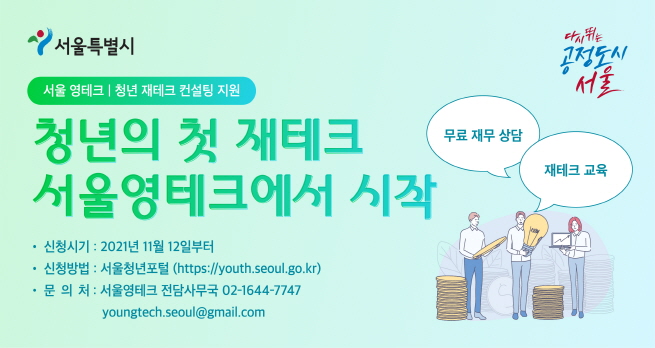 서울특별시
다시뛰는
공정도시
서울
서울 영테크 | 청년 재테크 컨설팅 지원
청년의 첫 재테크
서울영테크에서 시작
무료 재무 상담
재테크 교육
• 신청시기 : 2021년 11월 12일부터
• 신청방법 : 서울청년포털 (https://youth.seoul.go.kr)
• 문 의 처 : 서울영테크 전담사무국 02-1644-7747
youngtech.seoul@gmail.com